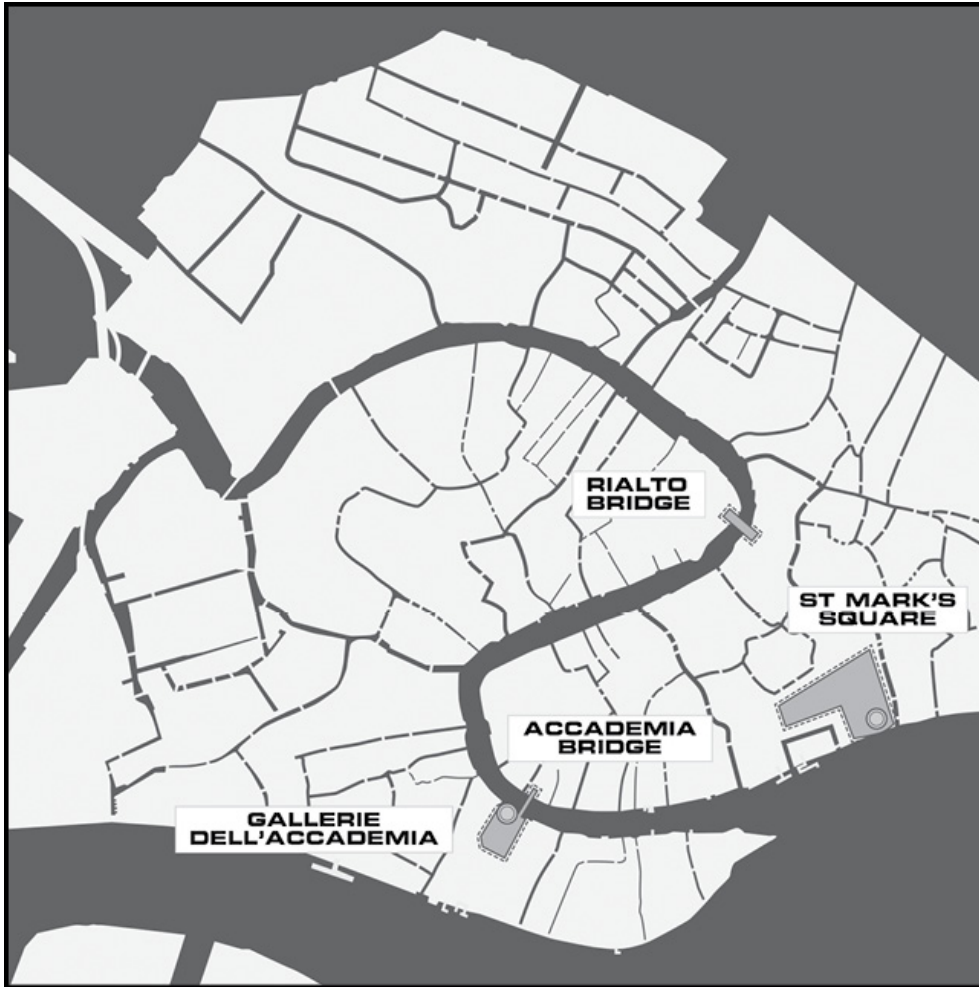 RIALTO
BRIDGE
ST MARK'S
SQUARE
ACCADEMIA
BRIDGE
GALLERIE
DELL'ACCADEMIA